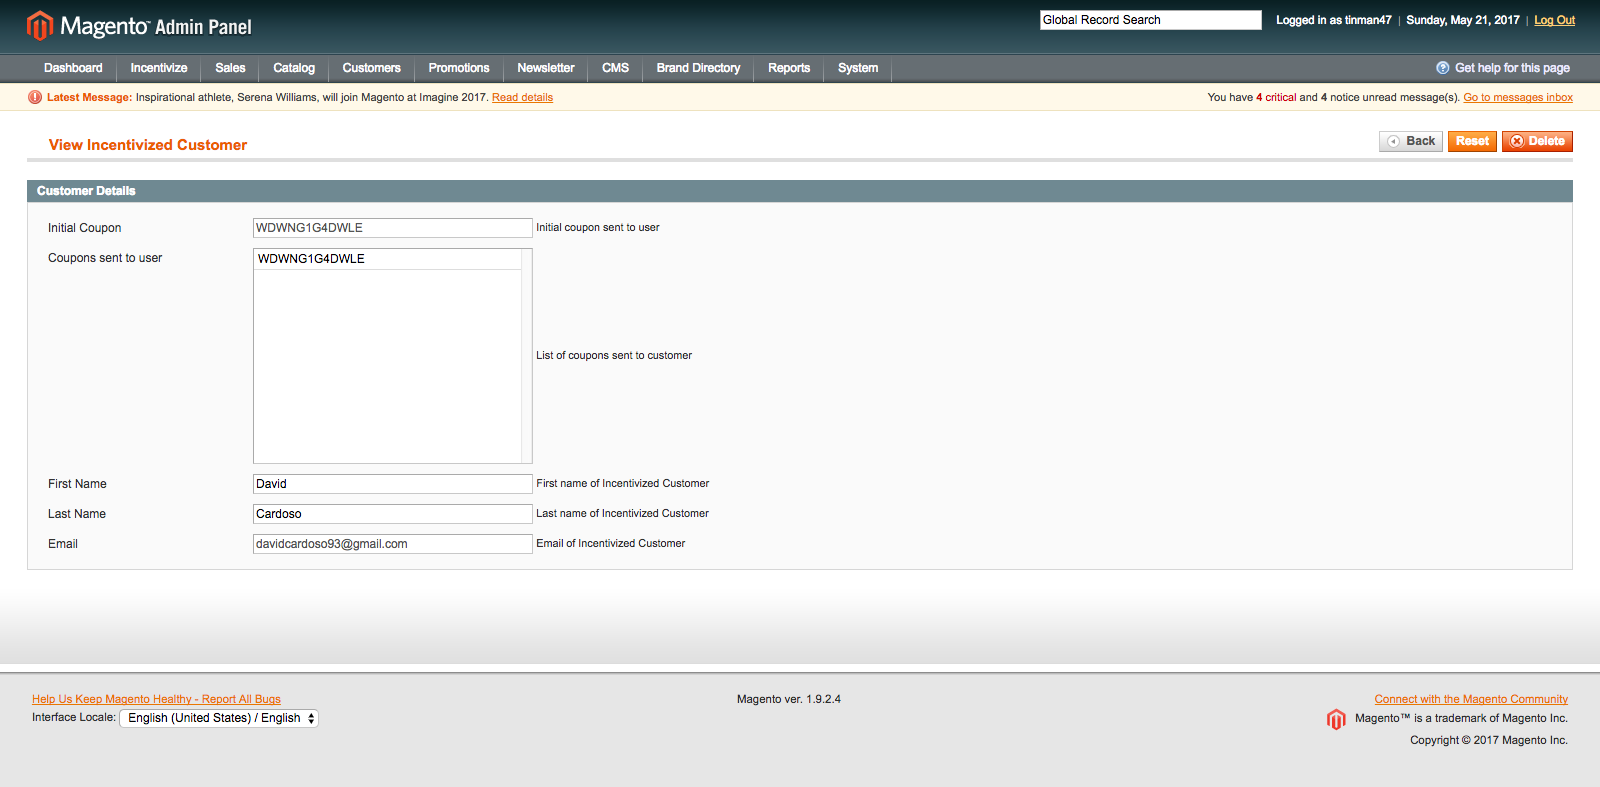 Magento™ Admin Panel
Global Record Search
Logged in as tinman47 | Sunday, May 21, 2017 | Log Out
Dashboard Incentivize Sales Catalog Customers Promotions Newsletter CMS Brand Directory Reports System
Get help for this page
Latest Message: Inspirational athlete, Serena Williams, will join Magento at Imagine 2017. Read details
You have 4 critical and 4 notice unread message(s). Go to messages inbox
View Incentivized Customer
Back Reset Delete
Customer Details
Initial Coupon WDWNG1G4DWLE Initial coupon sent to user
Coupons sent to user WDWNG1G4DWLE
List of coupons sent to customer
First Name David First name of Incentivized Customer
Last Name Cardoso Last name of Incentivized Customer
Email davidcardoso93@gmail.com Email of Incentivized Customer
Help Us Keep Magento Healthy - Report All Bugs
Interface Locale: English (United States) / English
Magento ver. 1.9.2.4
Connect with the Magento Community
Magento™ is a trademark of Magento Inc.
Copyright © 2017 Magento Inc.